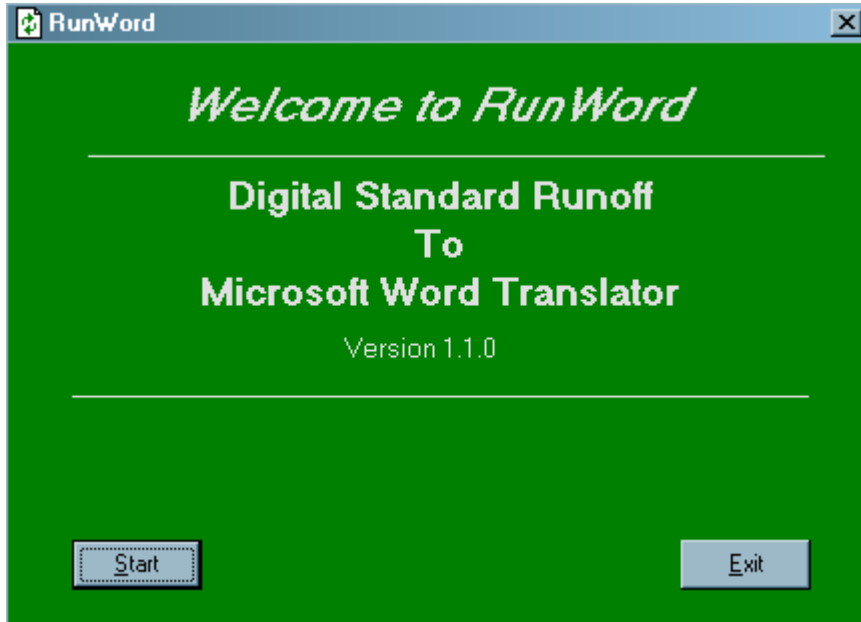 RunWord
Welcome to RunWord
Digital Standard Runoff
To
Microsoft Word Translator
Version 1.1.0
Start
Exit